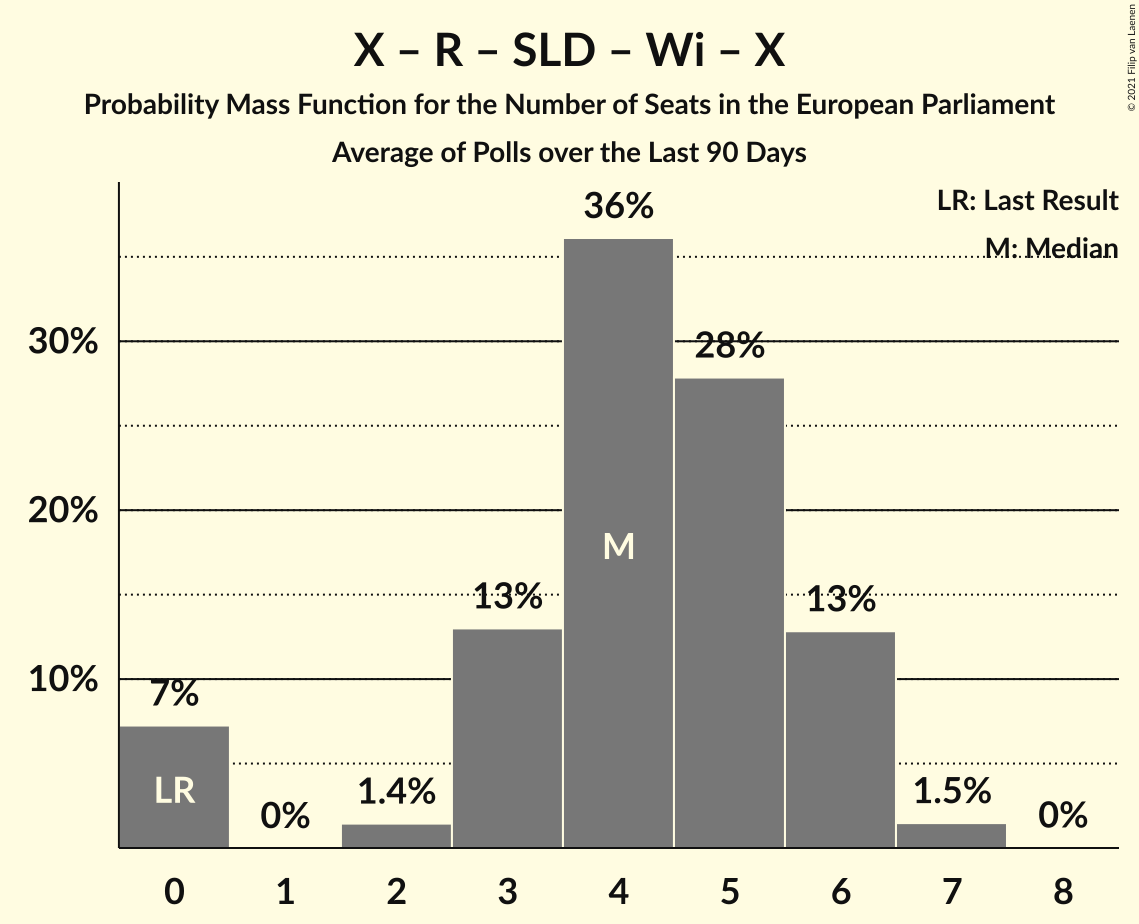 X – R – SLD – Wi – X
Probability Mass Function for the Number of Seats in the European Parliament
Average of Polls over the Last 90 Days
© 2021 Filip van Laenen
LR: Last Result
M: Median
36%
30%
28%
20%
M
13%
13%
10%
7%
LR
0%
1.4%
1.5%
0%
0 1 2 3 4 5 6 7 8